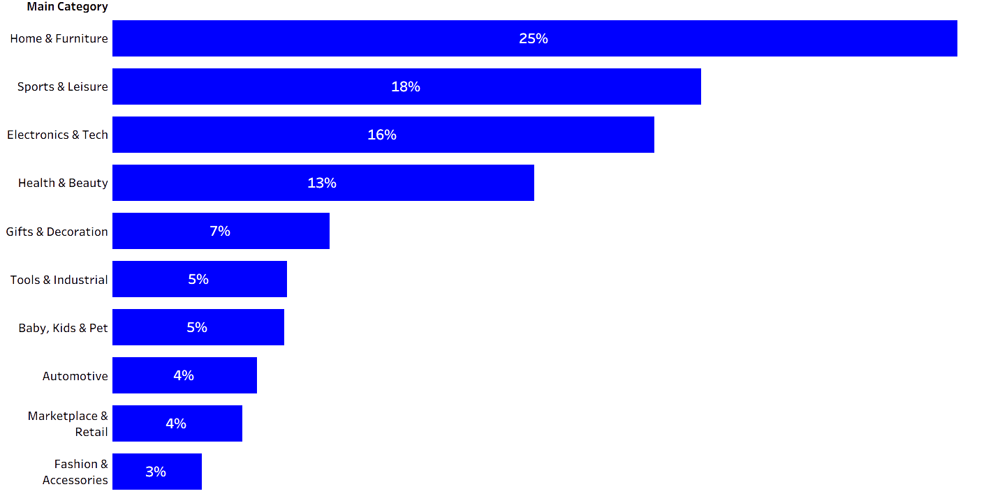 Main Category
Home & Furniture 25%
Sports & Leisure 18%
Electronics & Tech 16%
Health & Beauty 13%
Gifts & Decoration 7%
Tools & Industrial 5%
Baby, Kids & Pet 5%
Automotive 4%
Marketplace &
Retail 4%
Fashion &
Accessories 3%